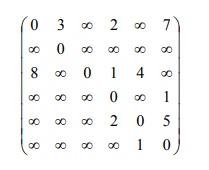 0 3 ∞ 2 ∞ 7
∞ 0 ∞ ∞ ∞ ∞
8 ∞ 0 1 4 ∞
∞ ∞ ∞ 0 ∞ 1
∞ ∞ ∞ 2 0 5
∞ ∞ ∞ ∞ 1 0